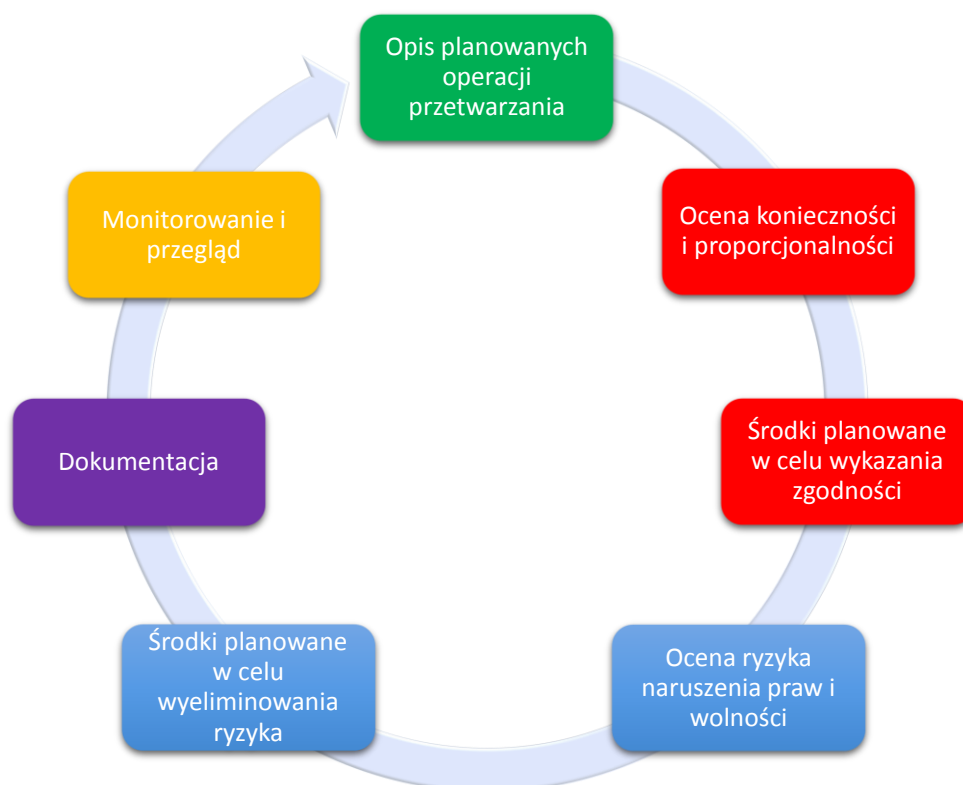 Opis planowanych
operacji
przetwarzania
Ocena konieczności
i proporcjonalności
Środki planowane
w celu wykazania
zgodności
Ocena ryzyka
naruszenia praw i
wolności
Środki planowane
w celu
wyeliminowania
ryzyka
Dokumentacja
Monitorowanie i
przegląd